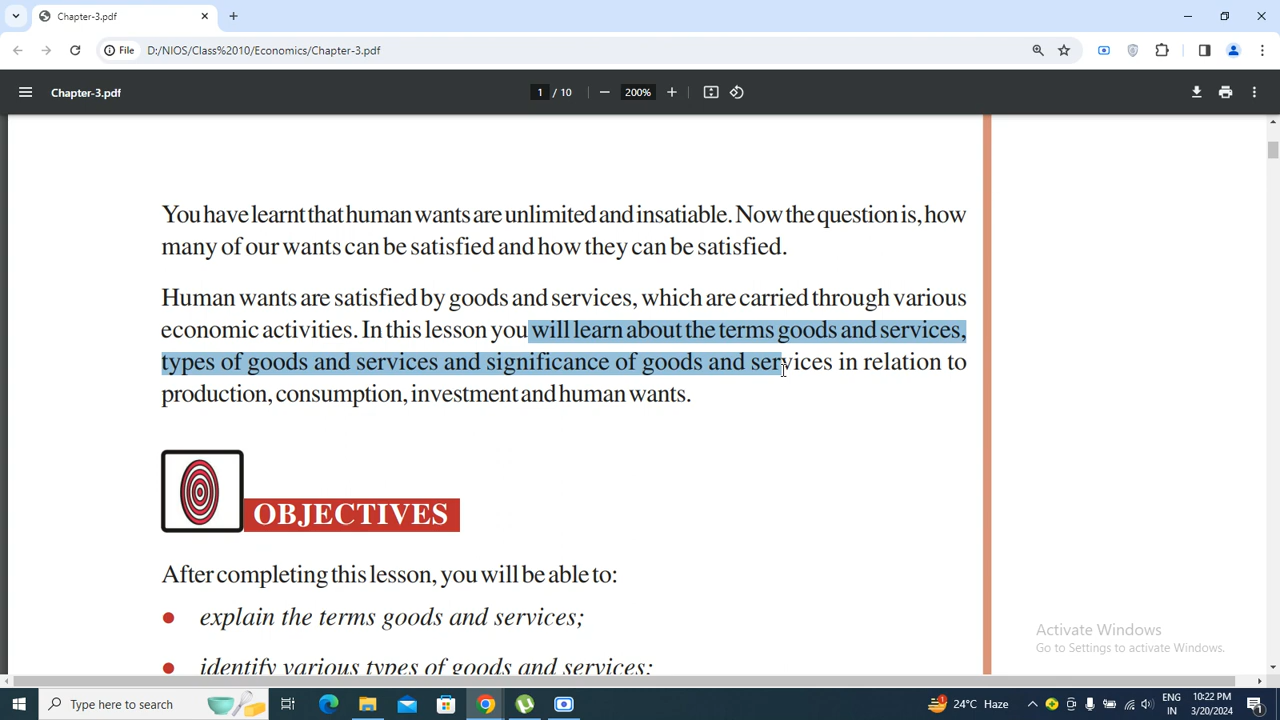 Chapter-3.pdf
File D:/NIOS/Class%2010/Economics/Chapter-3.pdf
Chapter-3.pdf 1 / 10 200%
You have learnt that human wants are unlimited and insatiable. Now the question is, how
many of our wants can be satisfied and how they can be satisfied.
Human wants are satisfied by goods and services, which are carried through various
economic activities. In this lesson you will learn about the terms goods and services,
types of goods and services and significance of goods and services in relation to
production, consumption, investment and human wants.
OBJECTIVES
After completing this lesson, you will be able to:
● explain the terms goods and services;
● identify various types of goods and services;
Activate Windows
Go to Settings to activate Windows.
Type here to search
24°C Haze
ENG
IN
10:22 PM
3/20/2024
1